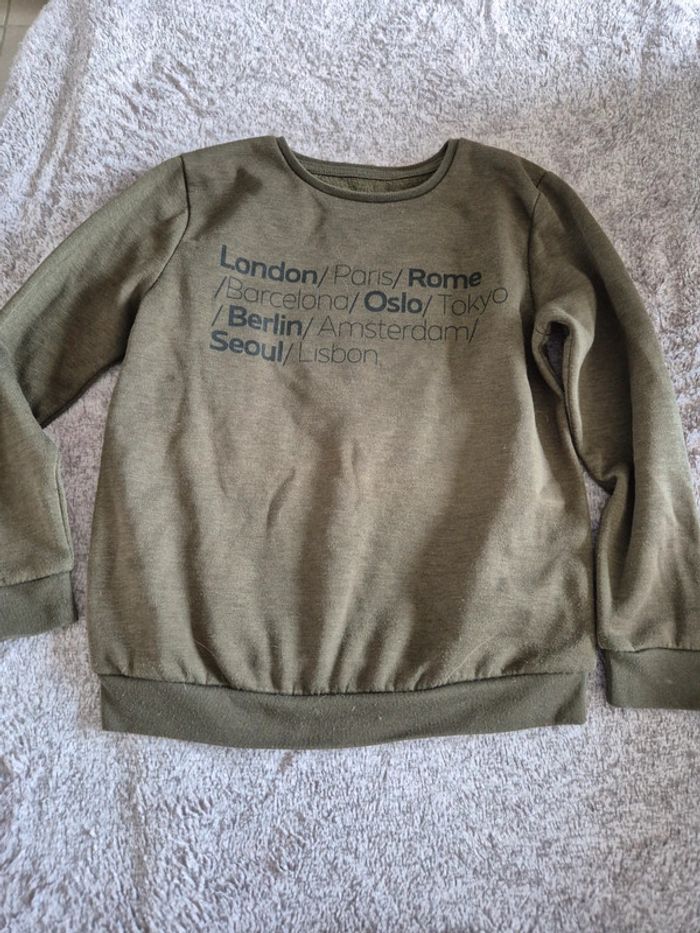 London/Paris/Rome
/Barcelona/Oslo/Tokyo
/Berlin/Amsterdam/
Seoul/Lisbon